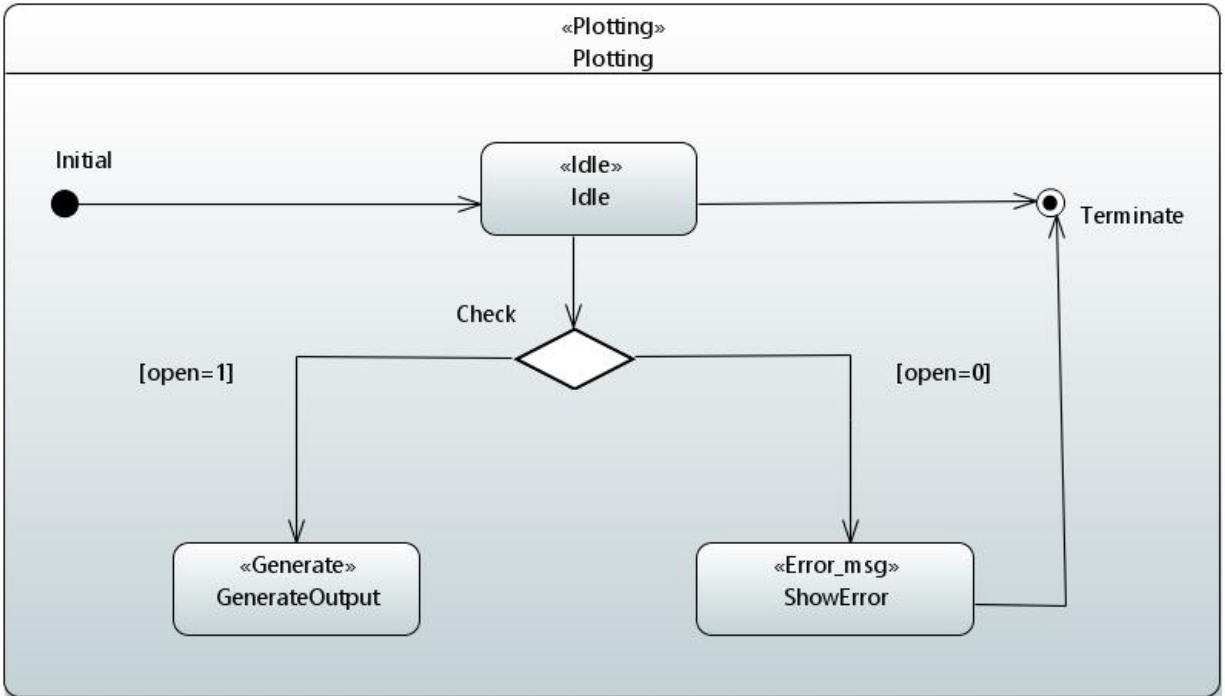 «Plotting»
Plotting
Initial
«Idle»
Idle
Terminate
Check
[open=1]
[open=0]
«Generate»
GenerateOutput
«Error_msg»
ShowError